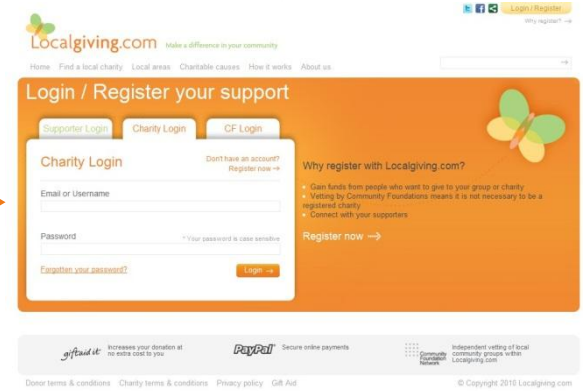 Login / Register
Why register? →
Localgiving.com Make a difference in your community
Home Find a local charity Local areas Charitable causes How it works About us
Login / Register your support
Supporter Login Charity Login CF Login
Charity Login
Don't have an account?
Register now →
Email or Username
Password
* Your password is case sensitive
Forgotten your password?
Login →
Why register with Localgiving.com?
Gain funds from people who want to give to your group or charity
Vetting by Community Foundations means it is not necessary to be a
registered charity
Connect with your supporters
Register now →
giftaid it
Increases your donation at
no extra cost to you
PayPal
Secure online payments
Community
Foundation
Network
Independent vetting of local
community groups within
Localgiving.com
Donor terms & conditions Charity terms & conditions Privacy policy Gift Aid
© Copyright 2010 Localgiving.com